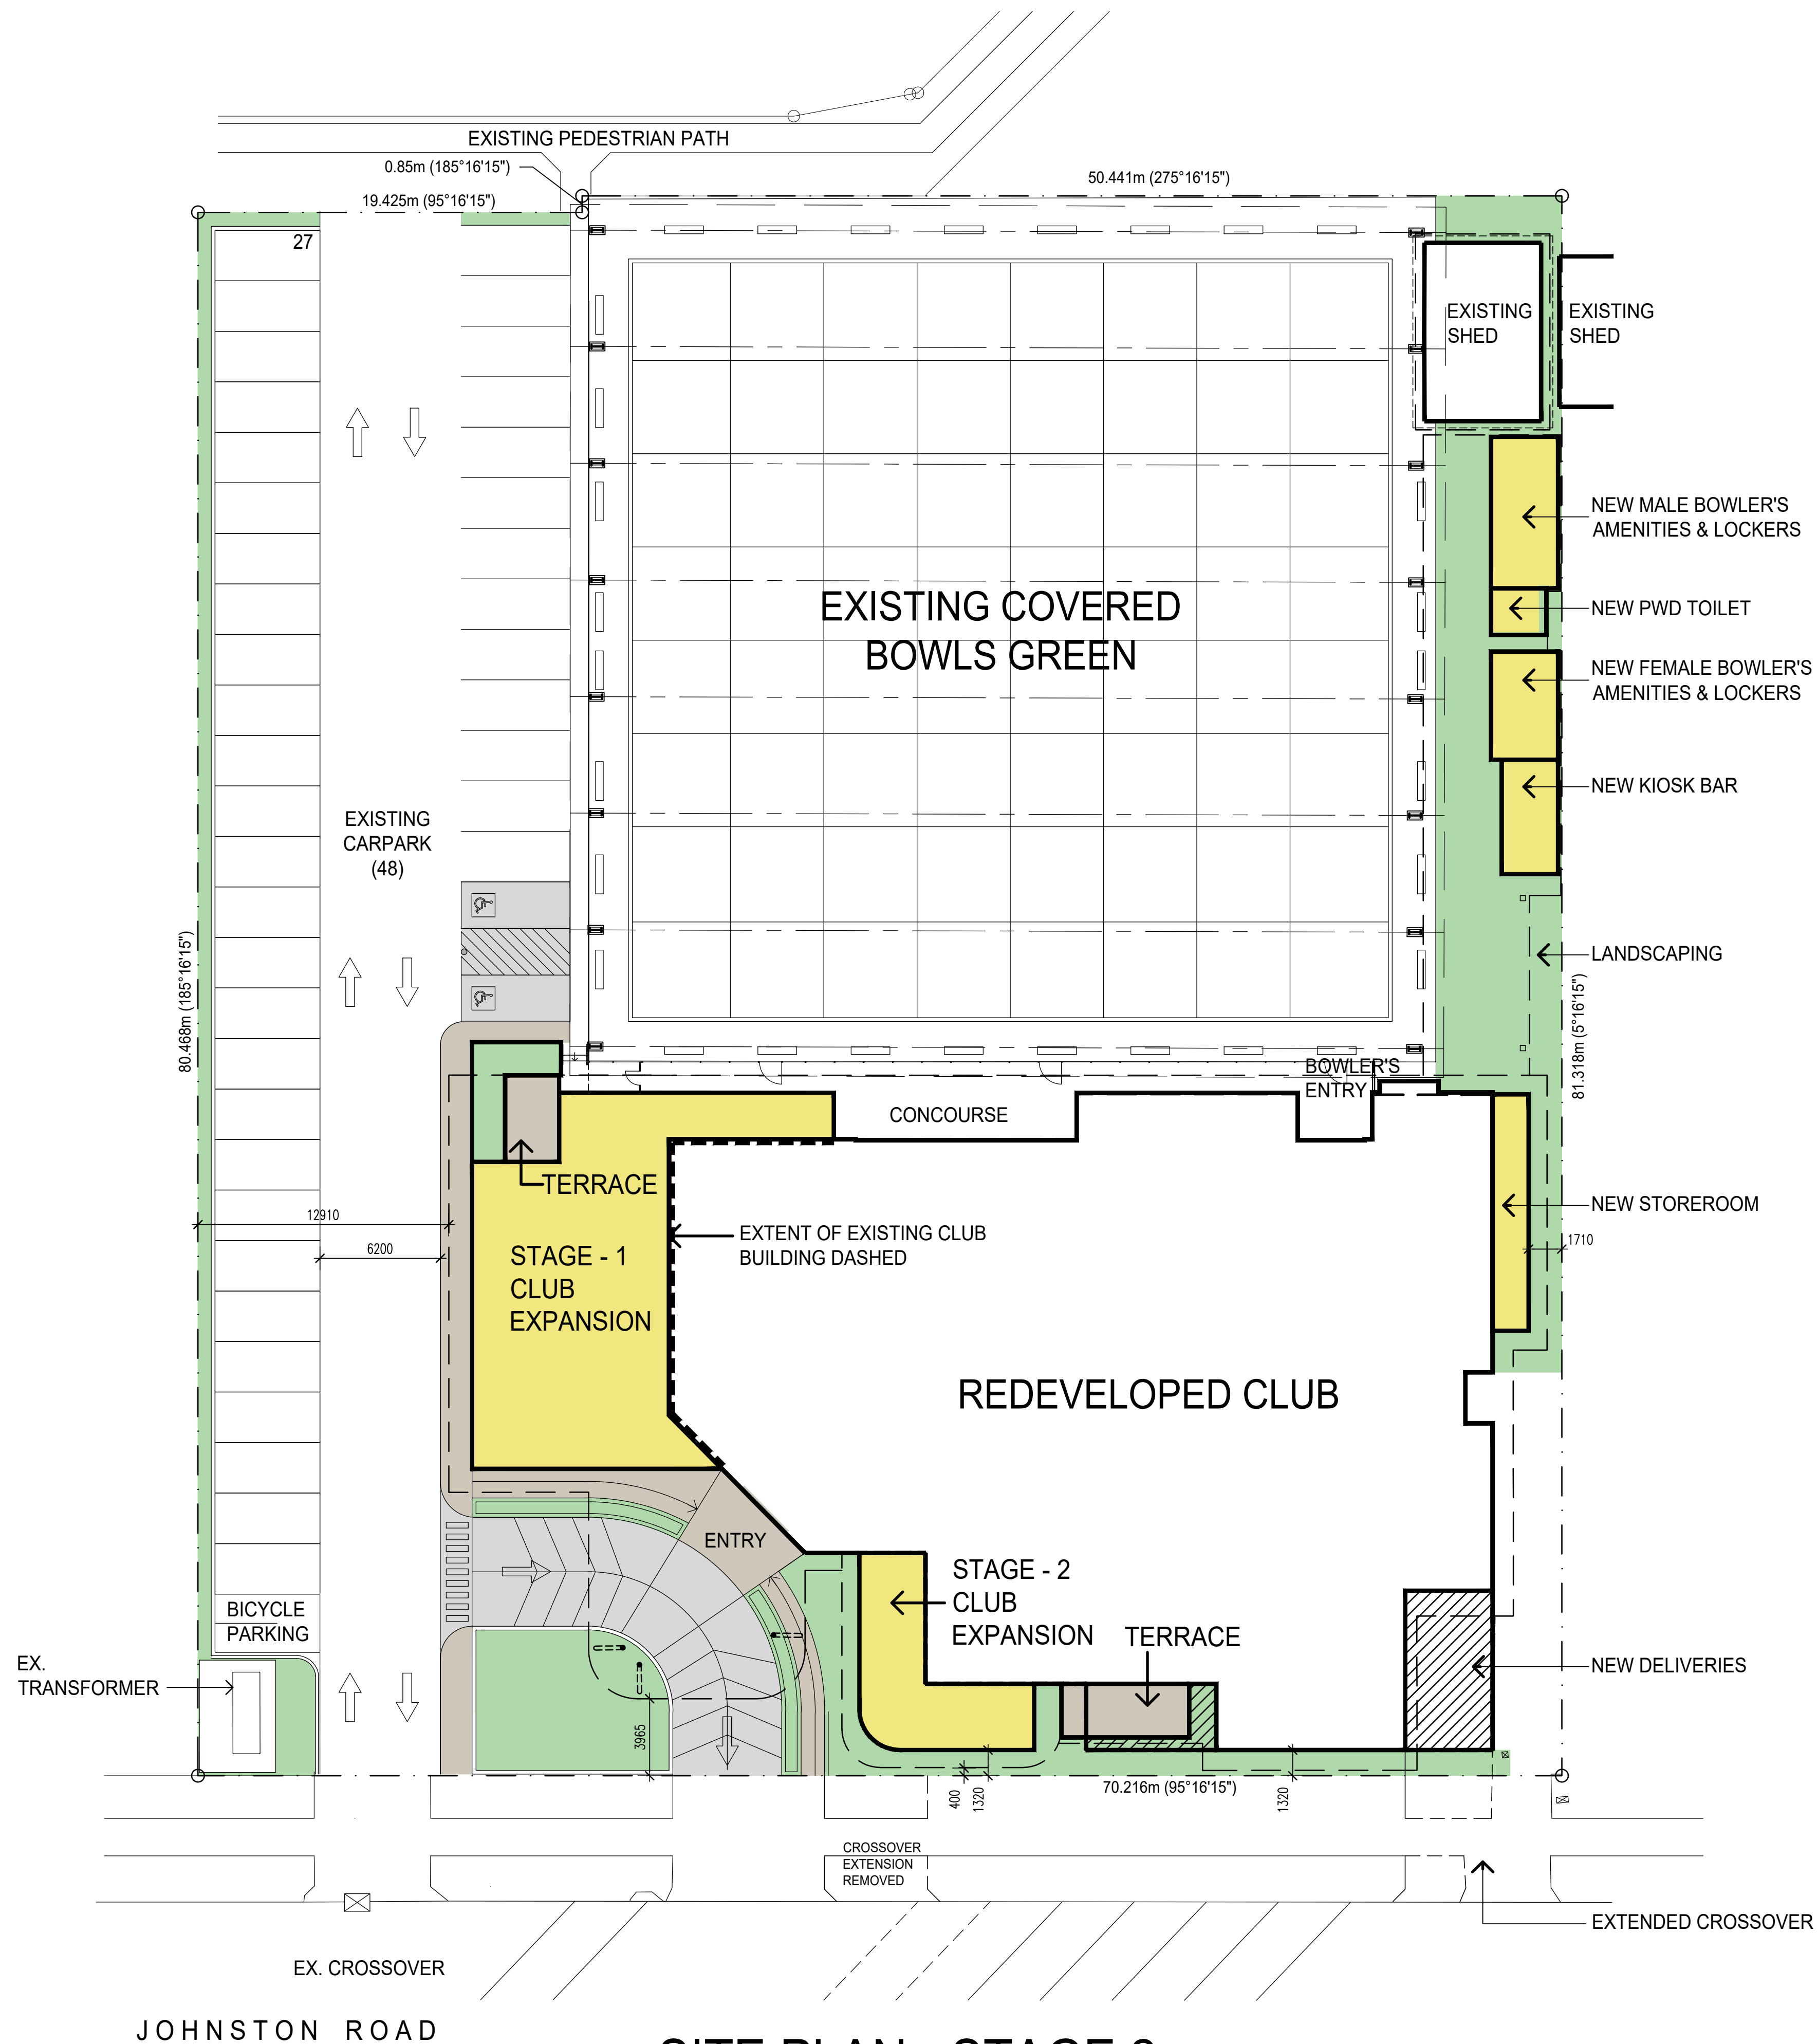 EXISTING PEDESTRIAN PATH
0.85m (185°16'15")
50.441m (275°16'15")
19.425m (95°16'15")
27
EXISTING
SHED
EXISTING
SHED
NEW MALE BOWLER'S
AMENITIES & LOCKERS
EXISTING COVERED
BOWLS GREEN
NEW PWD TOILET
NEW FEMALE BOWLER'S
AMENITIES & LOCKERS
NEW KIOSK BAR
EXISTING
CARPARK
(48)
LANDSCAPING
80.468m (185°16'15")
81.318m (5°16'15")
BOWLER'S
ENTRY
CONCOURSE
TERRACE
12910
6200
EXTENT OF EXISTING CLUB
BUILDING DASHED
NEW STOREROOM
1710
STAGE - 1
CLUB
EXPANSION
REDEVELOPED CLUB
ENTRY
STAGE - 2
CLUB
EXPANSION
TERRACE
BICYCLE
PARKING
EX.
TRANSFORMER
NEW DELIVERIES
3965
400
1320
70.216m (95°16'15")
1320
CROSSOVER
EXTENSION
REMOVED
EXTENDED CROSSOVER
EX. CROSSOVER
JOHNSTON ROAD
SITE PLAN - STAGE 2